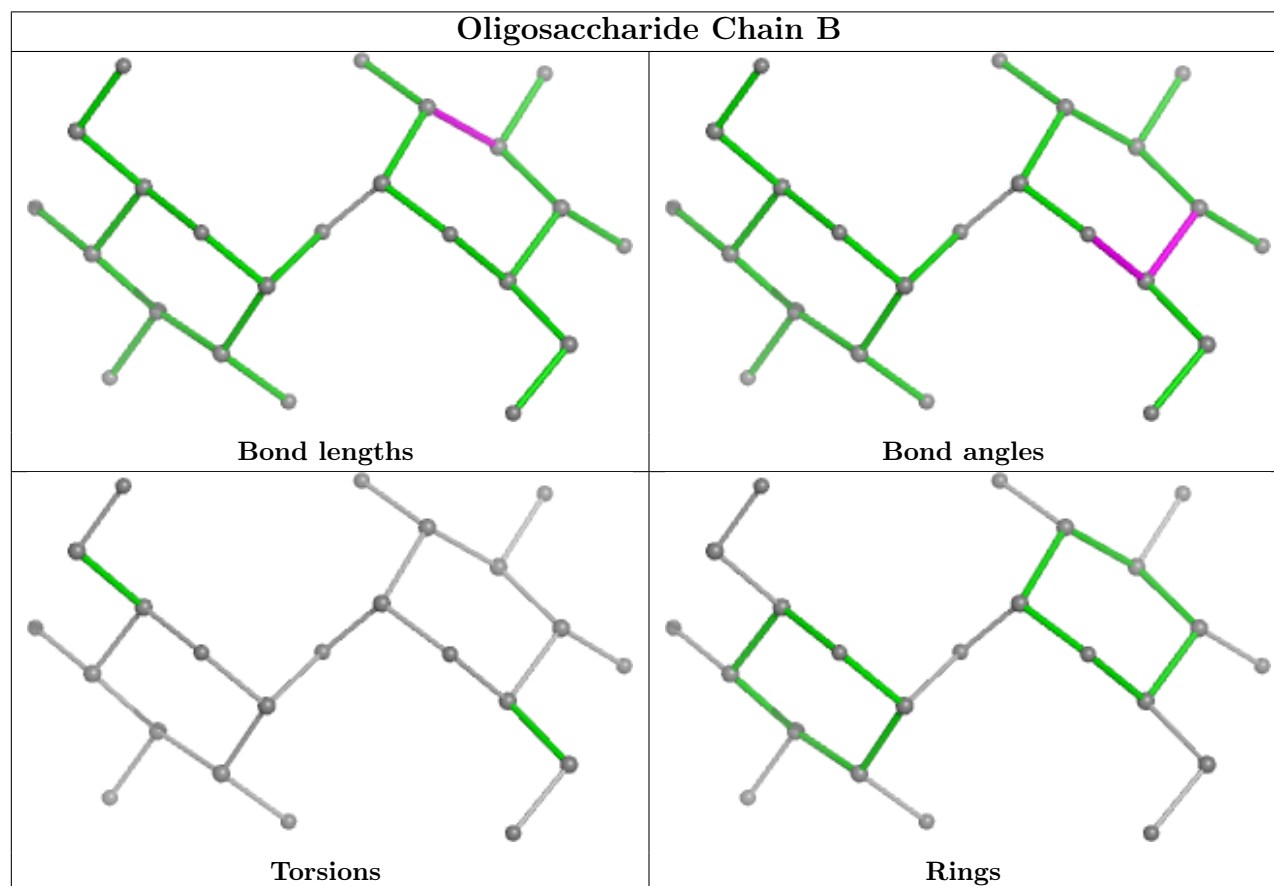 Oligosaccharide Chain B
Bond lengths
Bond angles
Torsions
Rings